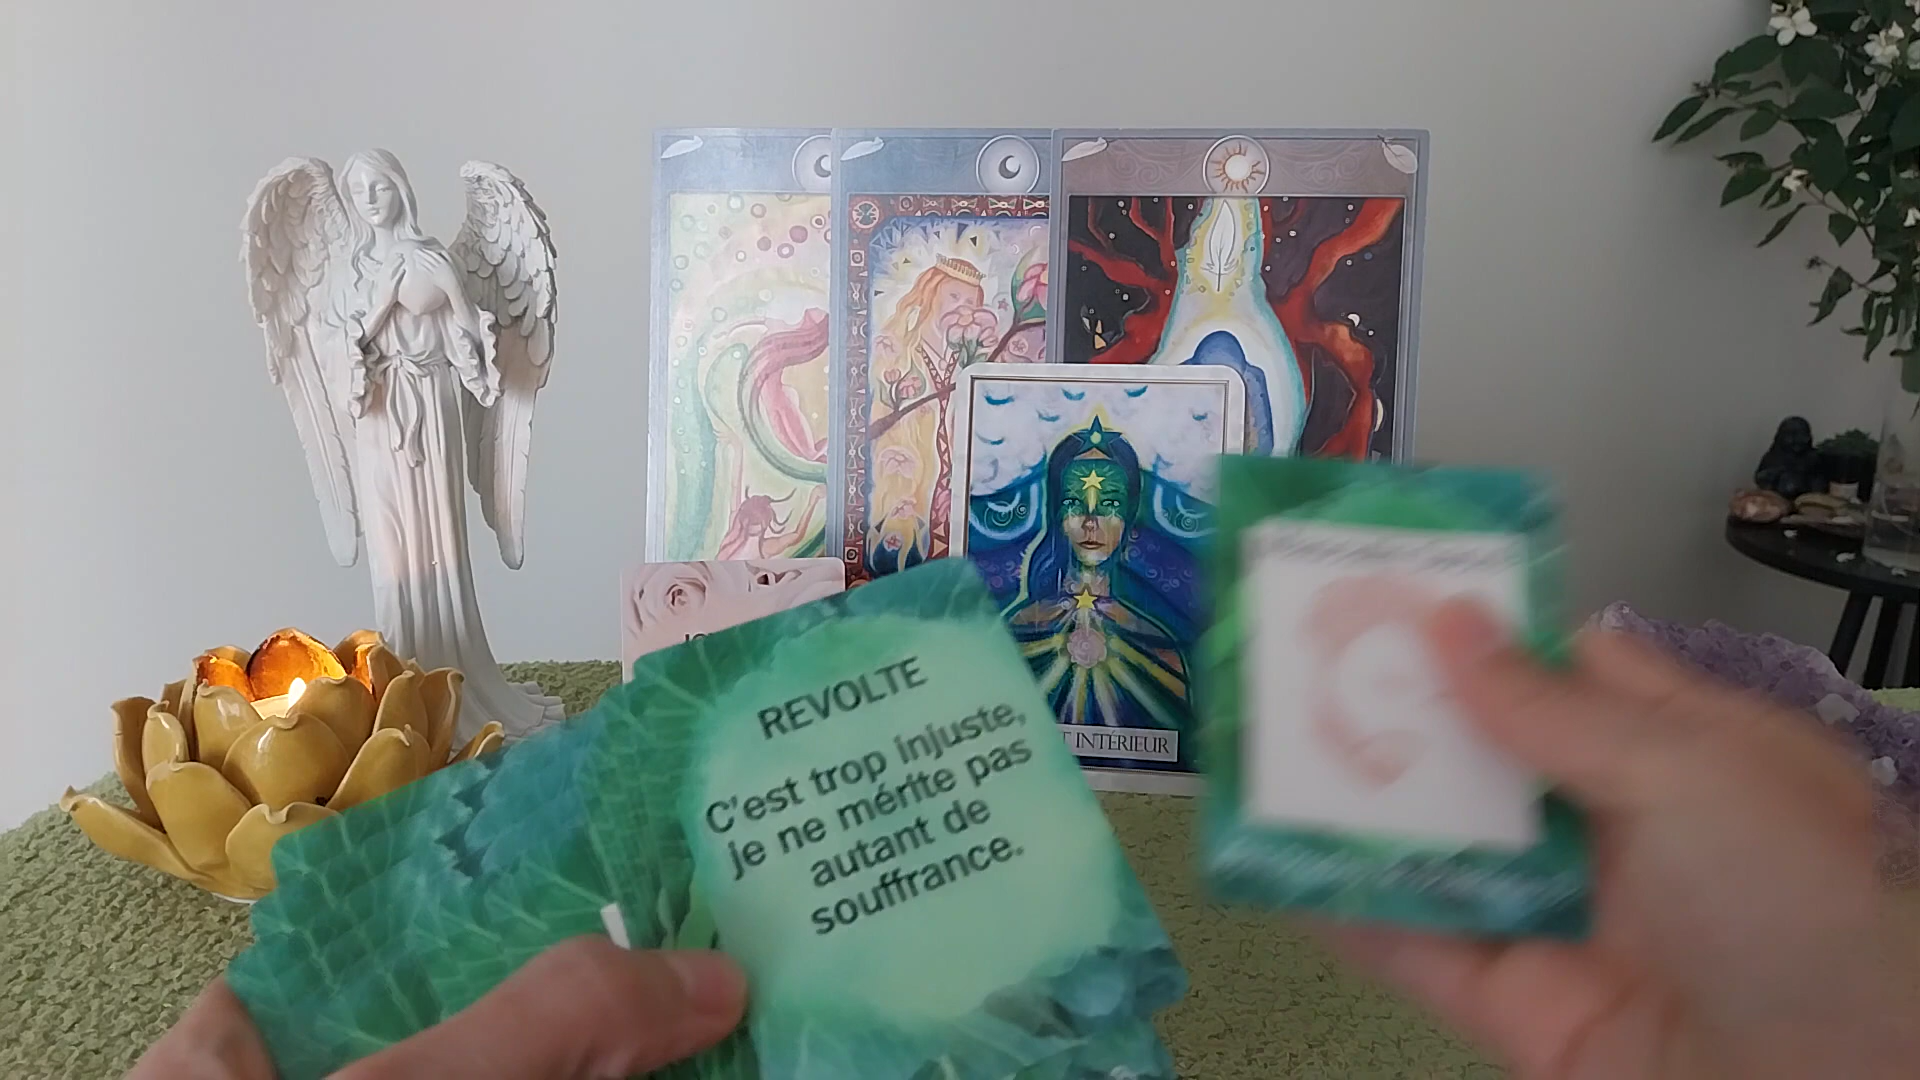 REVOLTE
C'est trop injuste,
je ne mérite pas
autant de
souffrance.
INTÉRIEUR